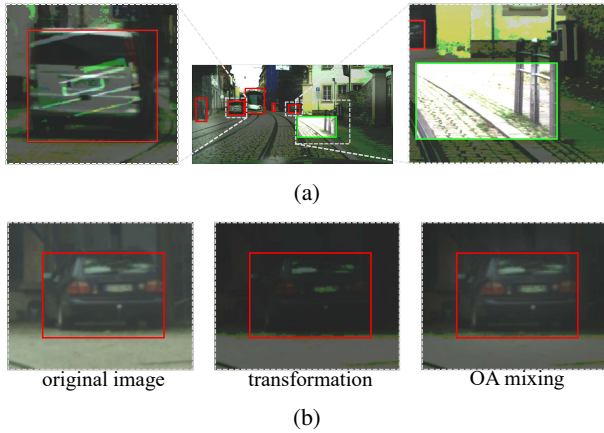 (a)
original image
transformation
OA mixing
(b)